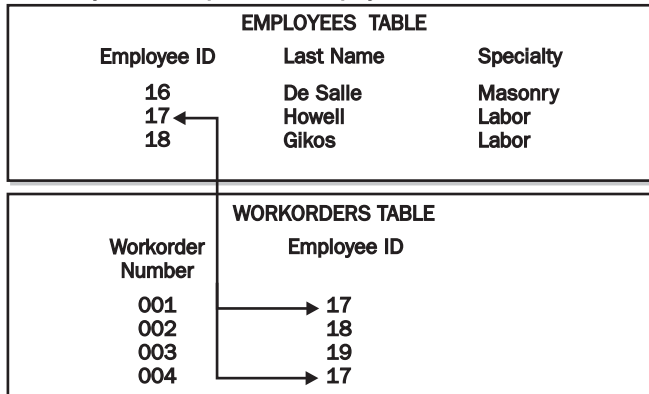 EMPLOYEES TABLE
Employee ID Last Name Specialty
16 De Salle Masonry
17 Howell Labor
18 Gikos Labor
WORKORDERS TABLE
Workorder Employee ID
Number
001 17
002 18
003 19
004 17